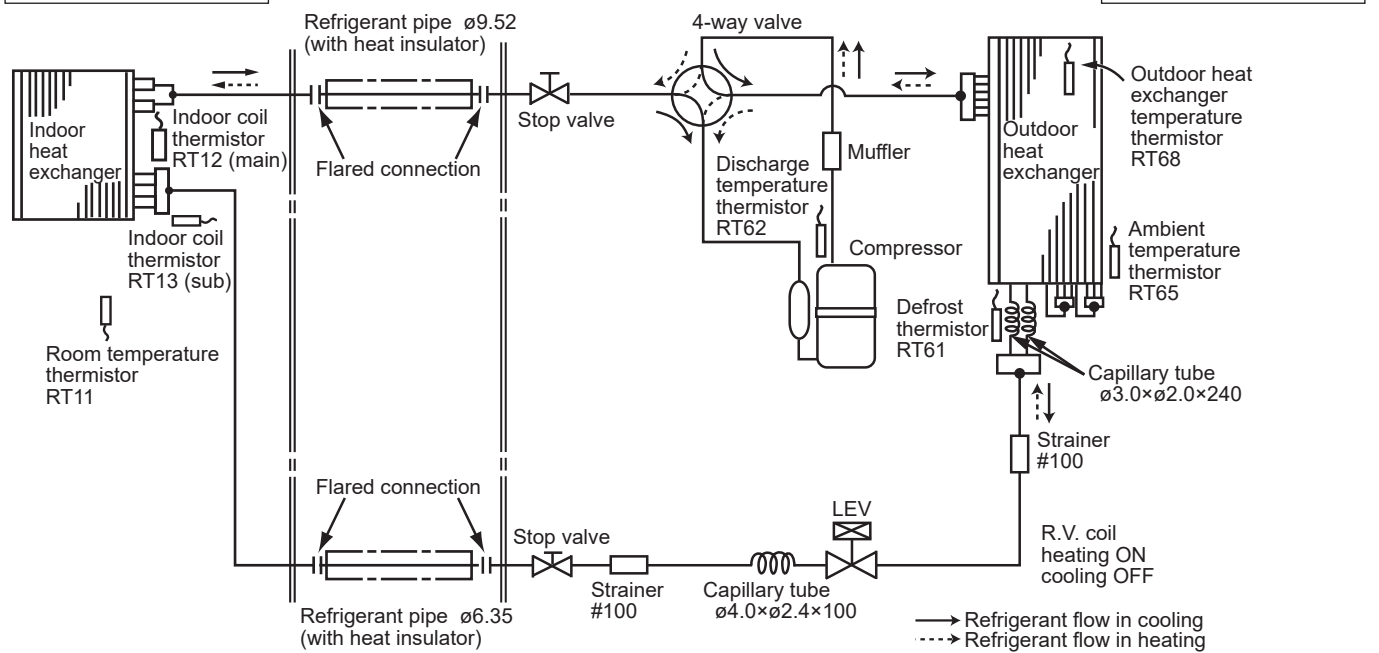 Refrigerant pipe ø9.52
(with heat insulator)
4-way valve
Indoor
heat
exchanger
Indoor coil
thermistor
RT12 (main)
Flared connection
Stop valve
Discharge
temperature
thermistor
RT62
Muffler
Outdoor
heat
exchanger
Outdoor heat
exchanger
temperature
thermistor
RT68
Indoor coil
thermistor
RT13 (sub)
Compressor
Ambient
temperature
thermistor
RT65
Room temperature
thermistor
RT11
Defrost
thermistor
RT61
Capillary tube
ø3.0×ø2.0×240
Strainer
#100
Flared connection
Stop valve
LEV
R.V. coil
heating ON
cooling OFF
Strainer
#100
Capillary tube
ø4.0×ø2.4×100
Refrigerant pipe ø6.35
(with heat insulator)
Refrigerant flow in cooling
Refrigerant flow in heating